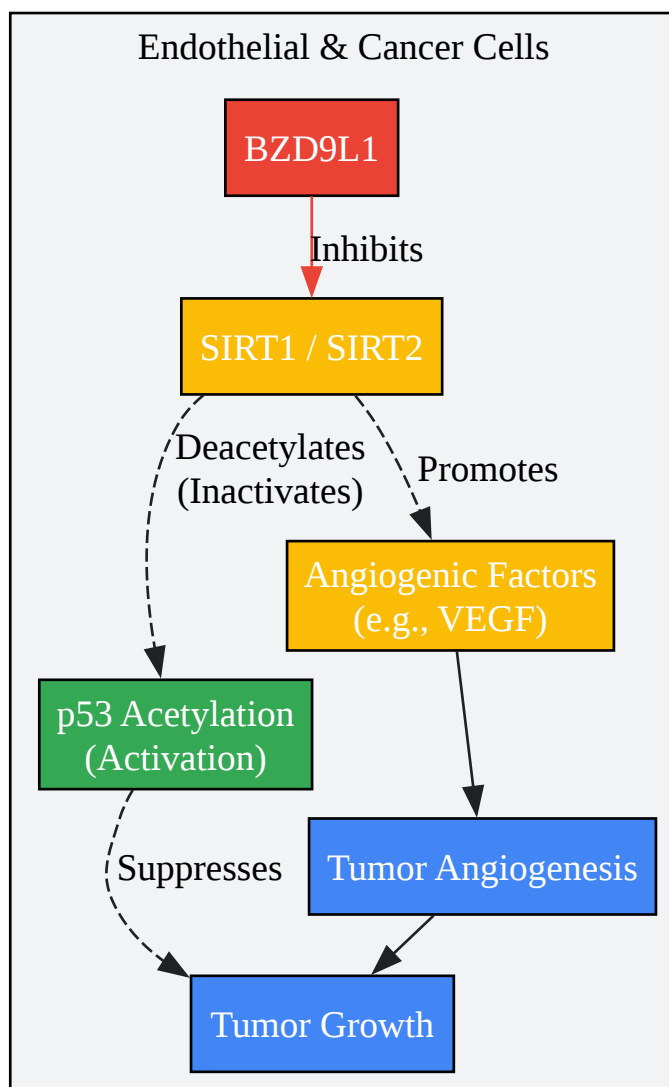 Endothelial & Cancer Cells
BZD9L1
Inhibits
SIRT1 / SIRT2
Deacetylates
(Inactivates)
Promotes
Angiogenic Factors
(e.g., VEGF)
p53 Acetylation
(Activation)
Suppresses
Tumor Angiogenesis
Tumor Growth